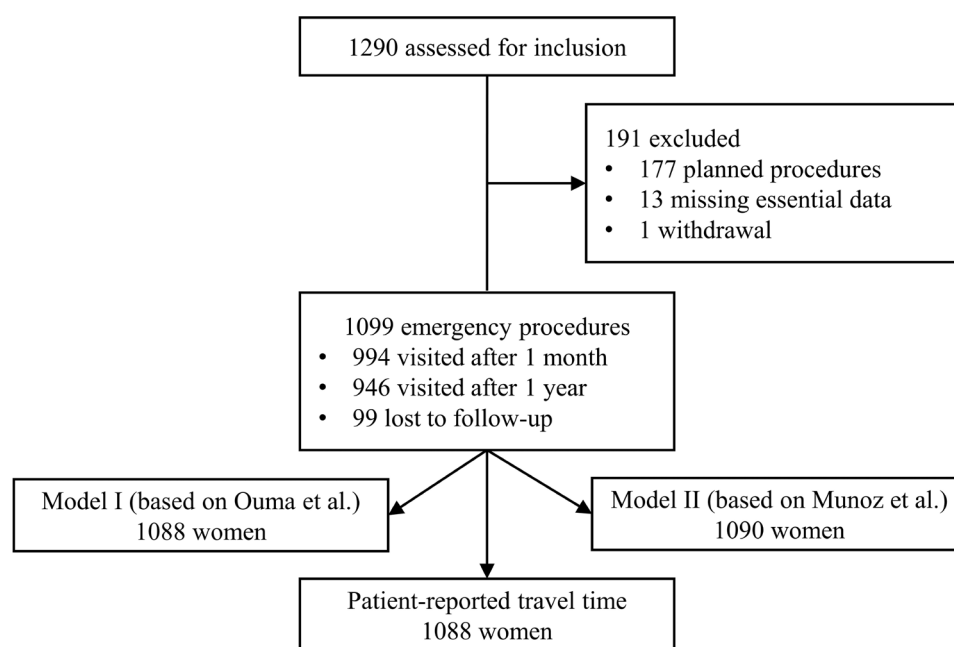 1290 assessed for inclusion
191 excluded
• 177 planned procedures
• 13 missing essential data
• 1 withdrawal
1099 emergency procedures
• 994 visited after 1 month
• 946 visited after 1 year
• 99 lost to follow-up
Model I (based on Ouma et al.)
1088 women
Model II (based on Munoz et al.)
1090 women
Patient-reported travel time
1088 women